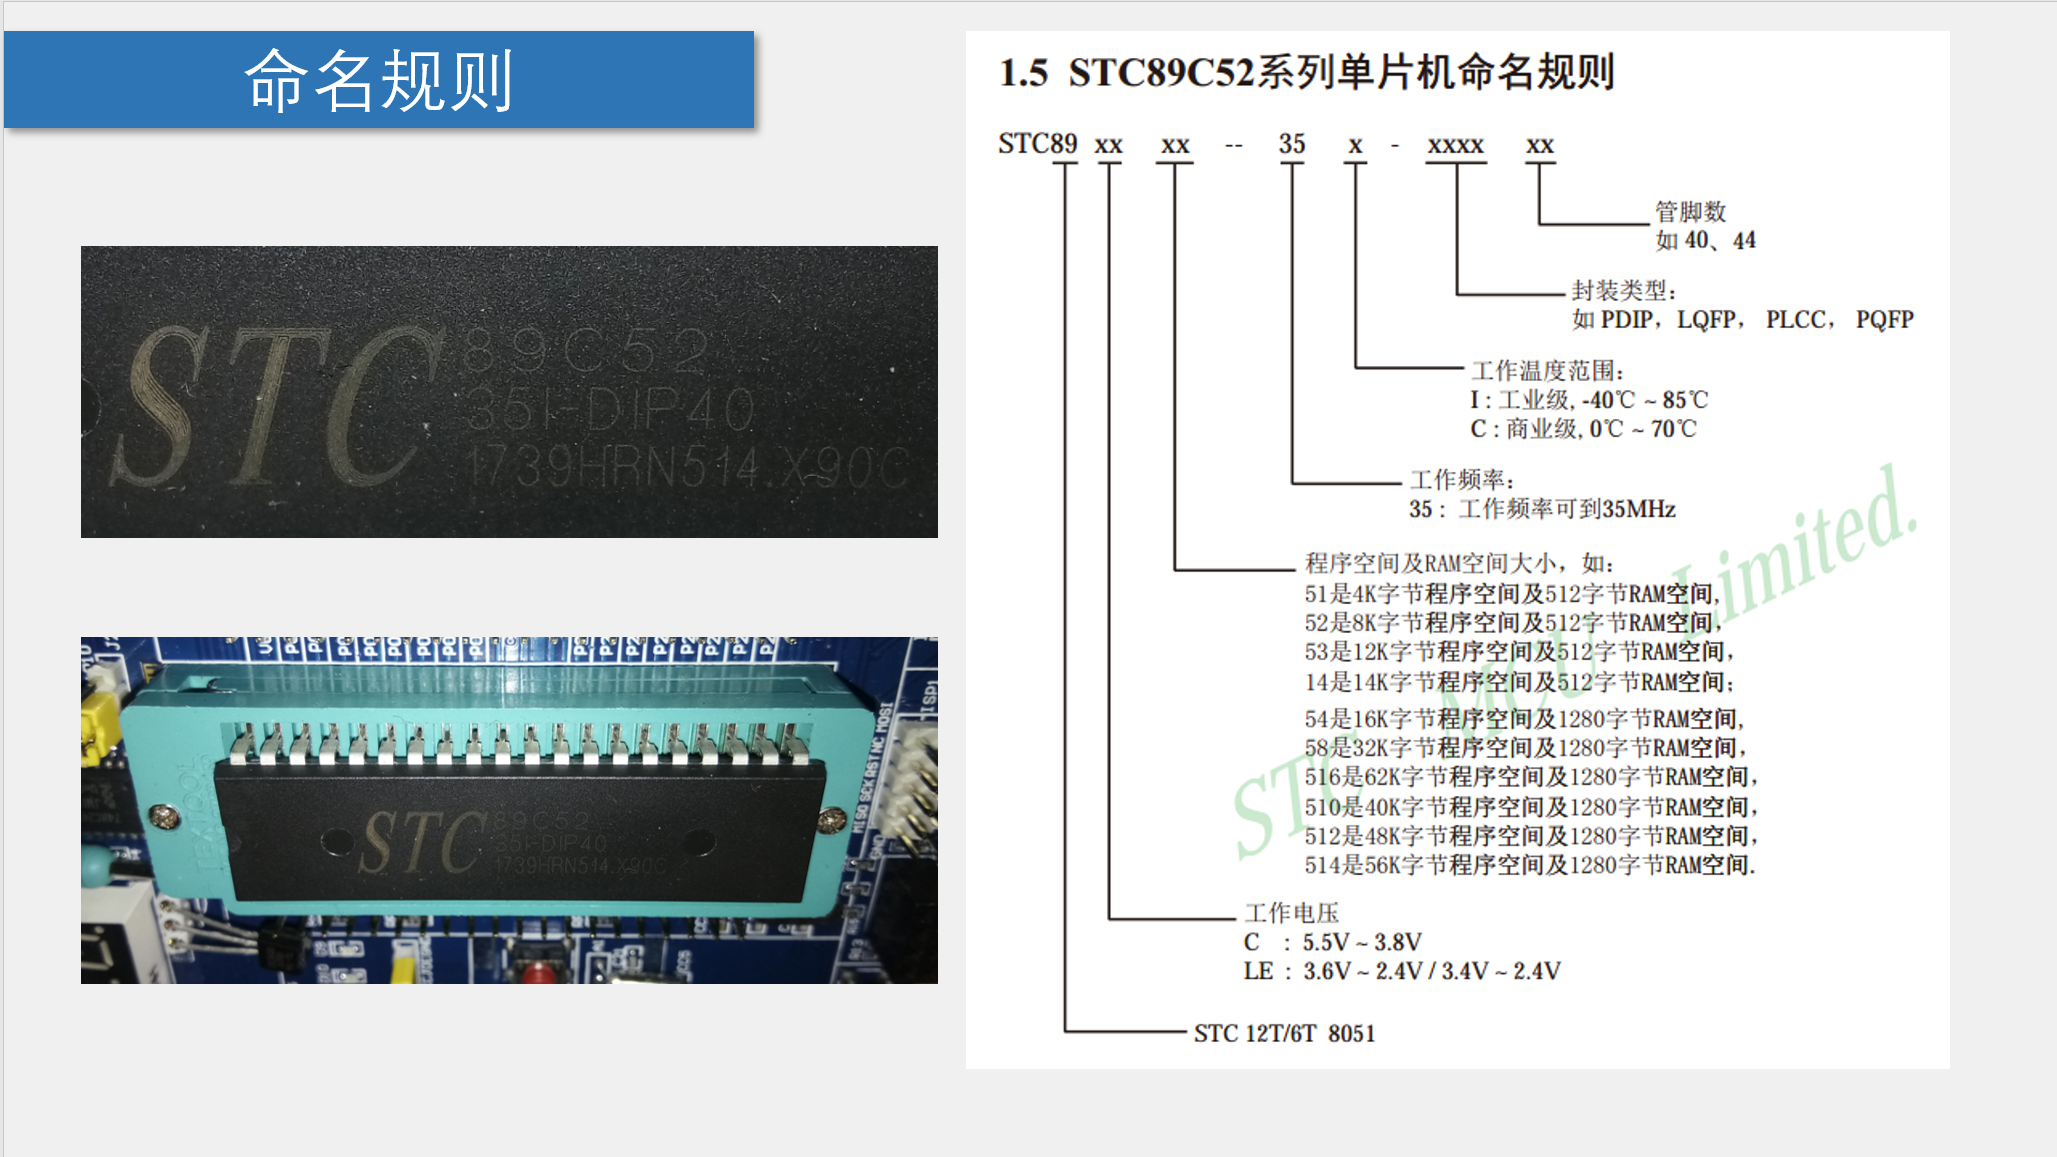 命名规则
STC 89C52
35I-DIP40
1739HRN514.X90C
STC 89C52
35I-DIP40
1739HRN514.X90C
MISO SCK RST NC MOSI
ISP1
GND
1.5 STC89C52系列单片机命名规则
STC89 xx xx -- 35 x - xxxx xx
管脚数
如 40、44
封装类型：
如 PDIP，LQFP， PLCC， PQFP
工作温度范围：
I : 工业级, -40℃ ~ 85℃
C : 商业级, 0℃ ~ 70℃
工作频率：
35： 工作频率可到35MHz
程序空间及RAM空间大小，如：
51是4K字节程序空间及512字节RAM空间,
52是8K字节程序空间及512字节RAM空间，
53是12K字节程序空间及512字节RAM空间，
14是14K字节程序空间及512字节RAM空间；
54是16K字节程序空间及1280字节RAM空间,
58是32K字节程序空间及1280字节RAM空间，
516是62K字节程序空间及1280字节RAM空间，
510是40K字节程序空间及1280字节RAM空间，
512是48K字节程序空间及1280字节RAM空间，
514是56K字节程序空间及1280字节RAM空间.
工作电压
C : 5.5V ~ 3.8V
LE : 3.6V ~ 2.4V / 3.4V ~ 2.4V
STC 12T/6T 8051
STC MCU Limited.